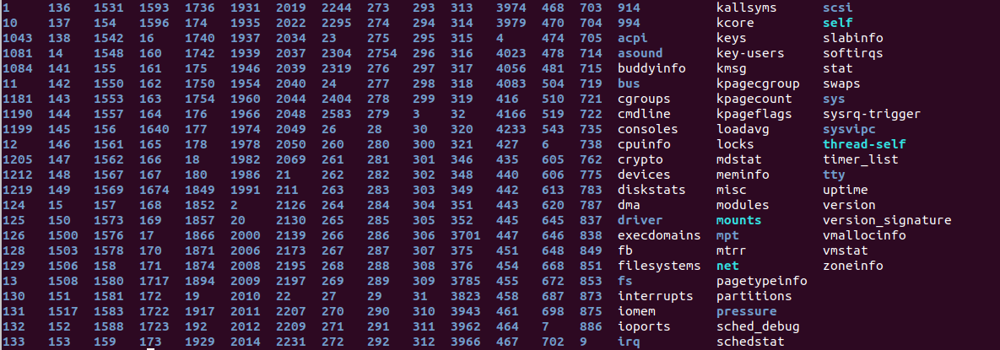 1 136 1531 1593 1736 1931 2019 2244 273 293 313 3974 468 703 914 kallsyms scsi
10 137 154 1596 174 1935 2022 2295 274 294 314 3979 470 704 994 kcore self
1043 138 1542 16 1740 1937 2034 23 275 295 315 4 474 705 acpi keys slabinfo
1081 14 1548 160 1742 1939 2037 2304 2754 296 316 4023 478 714 asound key-users softirqs
1084 141 155 161 175 1946 2039 2319 276 297 317 4056 481 715 buddyinfo kmsg stat
11 142 1550 162 1750 1954 2040 24 277 298 318 4083 504 719 bus kpagecgroup swaps
1181 143 1553 163 1754 1960 2044 2404 278 299 319 416 510 721 cgroups kpagecount sys
1190 144 1557 164 176 1966 2048 2583 279 3 32 4166 519 722 cmdline kpageflags sysrq-trigger
1199 145 156 1640 177 1974 2049 26 28 30 320 4233 543 735 consoles loadavg sysvipc
12 146 1561 165 178 1978 2050 260 280 300 321 427 6 738 cpuinfo locks thread-self
1205 147 1562 166 18 1982 2069 261 281 301 346 435 605 762 crypto mdstat timer_list
1212 148 1567 167 180 1986 21 262 282 302 348 440 606 775 devices meminfo tty
1219 149 1569 1674 1849 1991 211 263 283 303 349 442 613 783 diskstats misc uptime
124 15 157 168 1852 2 2126 264 284 304 351 443 620 787 dma modules version
125 150 1573 169 1857 20 2130 265 285 305 352 445 645 837 driver mounts version_signature
126 1500 1576 17 1866 2000 2139 266 286 306 3701 447 646 838 execdomains mpt vmallocinfo
128 1503 1578 170 1871 2006 2173 267 287 307 375 451 648 849 fb mtrr vmstat
129 1506 158 171 1874 2008 2195 268 288 308 376 454 668 851 filesystems net zoneinfo
13 1508 1580 1717 1894 2009 2197 269 289 309 3785 455 672 853 fs pagetypeinfo
130 151 1581 172 19 2010 22 27 29 31 3823 458 687 873 interrupts partitions
131 1517 1583 1722 1917 2011 2207 270 290 310 3943 461 698 875 iomem pressure
132 152 1588 1723 192 2012 2209 271 291 311 3962 464 7 886 ioports sched_debug
133 153 159 173 1929 2014 2231 272 292 312 3966 467 702 9 irq schedstat